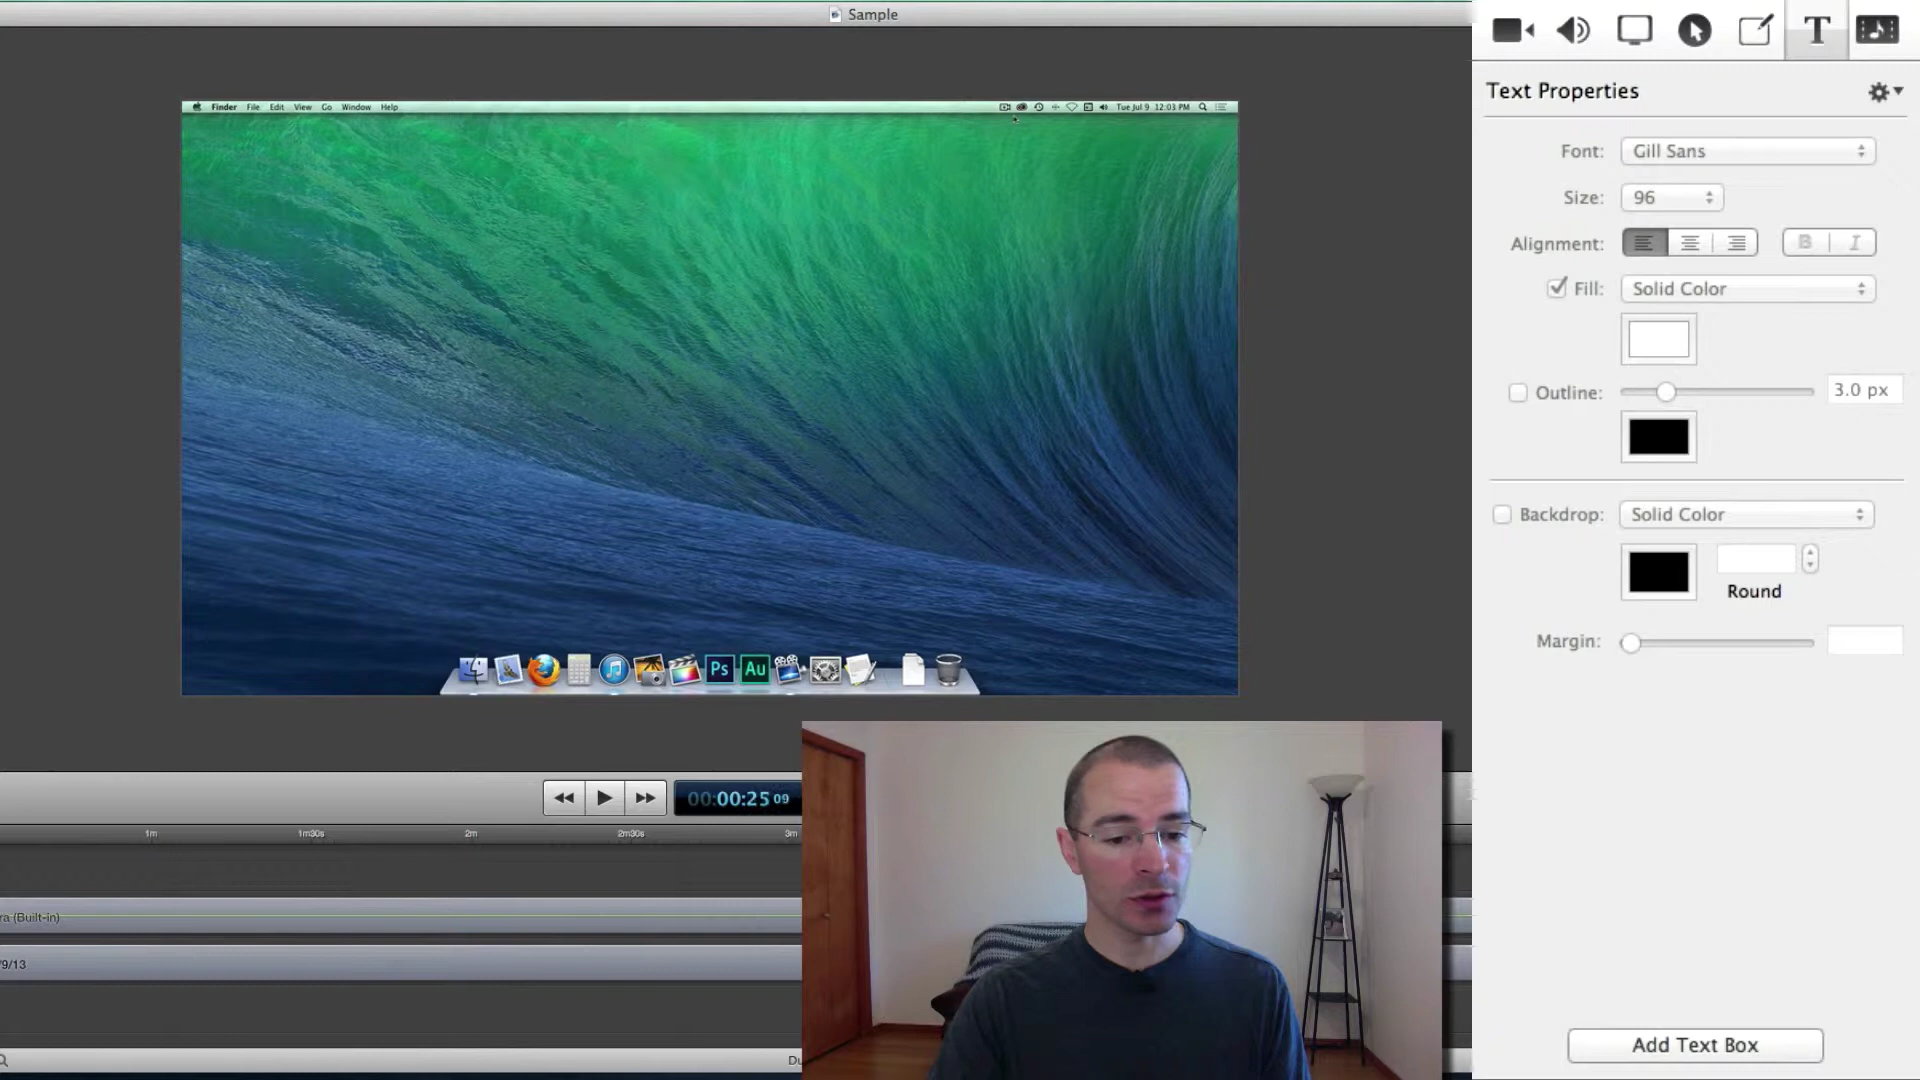 Sample
Finder File Edit View Go Window Help
Tue Jul 9 12:03 PM
T
Text Properties
Font: Gill Sans
Size: 96
Alignment: B I
Fill: Solid Color
Outline: 3.0 px
Backdrop: Solid Color
Round
Margin:
Ps Au
00:00:25 09
1m 1m30s 2m 2m30s 3m
ra (Built-in)
/9/13
Du
Add Text Box